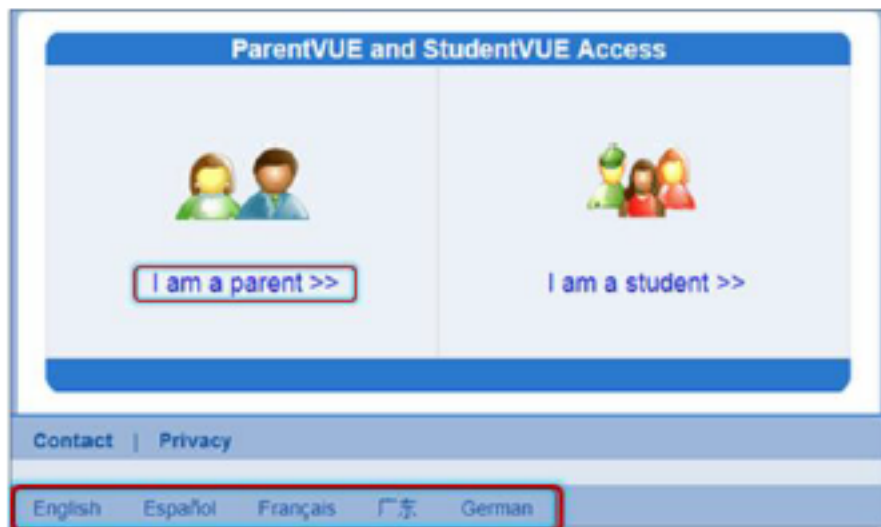 ParentVUE and StudentVUE Access
I am a parent >> I am a student >>
Contact | Privacy
English Español Français 广东 German